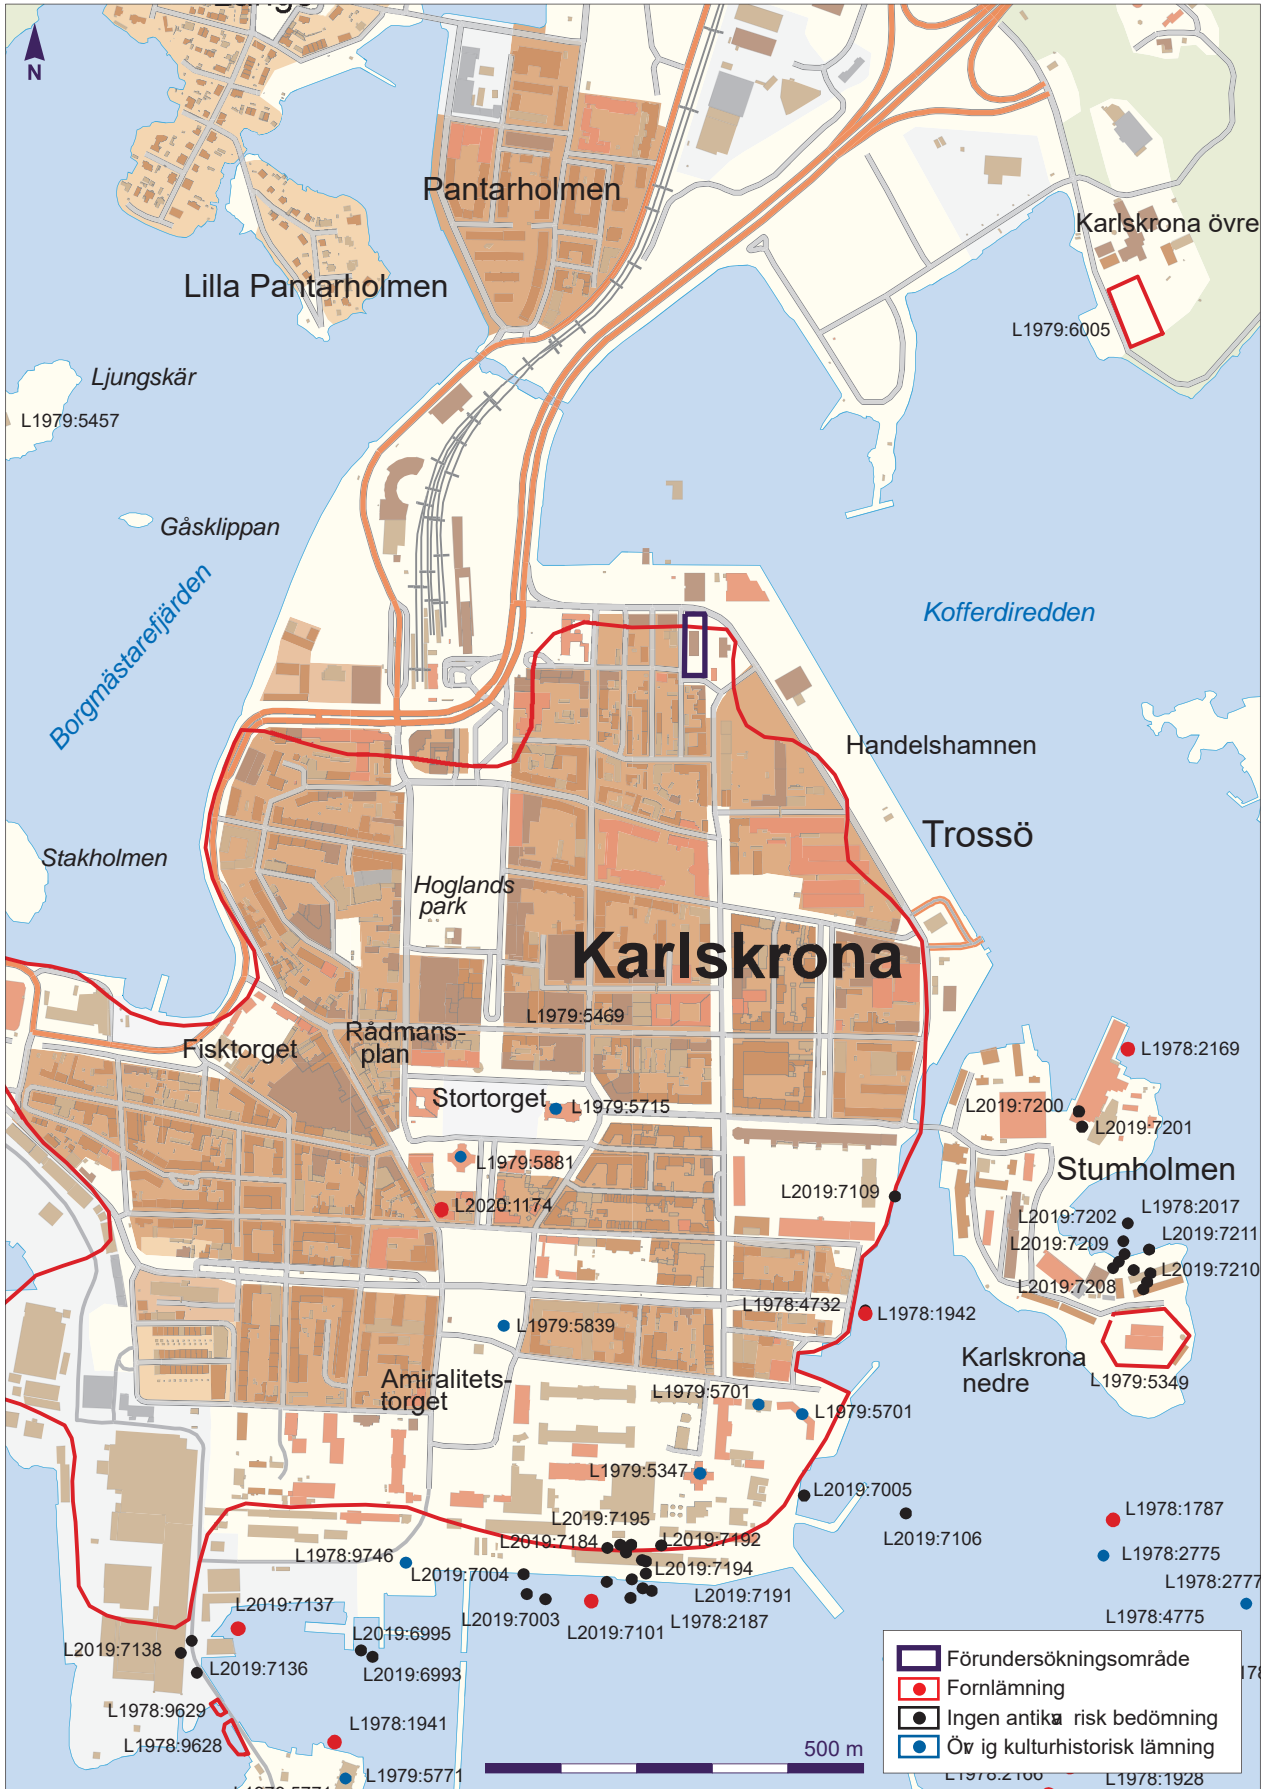 N
Pantarholmen
Karlskrona övre
Lilla Pantarholmen
L1979:6005
Ljungskär
L1979:5457
Gåsklippan
Borgmästarefjärden
Kofferdiredden
Handelshamnen
Trossö
Stakholmen
Hoglands
park
Karlskrona
L1979:5469
Rådmans-
plan
Fisktorget
L1978:2169
Stortorget
L1979:5715
L2019:7200
L2019:7201
L1979:5881
Stumholmen
L2020:1174
L2019:7109
L1978:2017
L2019:7202
L2019:7211
L2019:7209
L2019:7210
L2019:7208
L1978:4732
L1978:1942
L1979:5839
Karlskrona
nedre
L1979:5349
Amiralitets-
torget
L1979:5701
L1979:5701
L1979:5347
L2019:7005
L2019:7106
L1978:1787
L2019:7195
L2019:7184
L2019:7192
L1978:9746
L2019:7004
L2019:7194
L1978:2775
L1978:2777
L2019:7191
L2019:7137
L2019:7003
L2019:7101
L1978:2187
L1978:4775
L2019:7138
L2019:6995
L2019:7136
L2019:6993
L1978:9629
L1978:1941
L1978:9628
L1979:5771
500 m
Förundersökningsområde
Fornlämning
Ingen antikva risk bedömning
Öv ig kulturhistorisk lämning
L1978:2166
L1978:1928